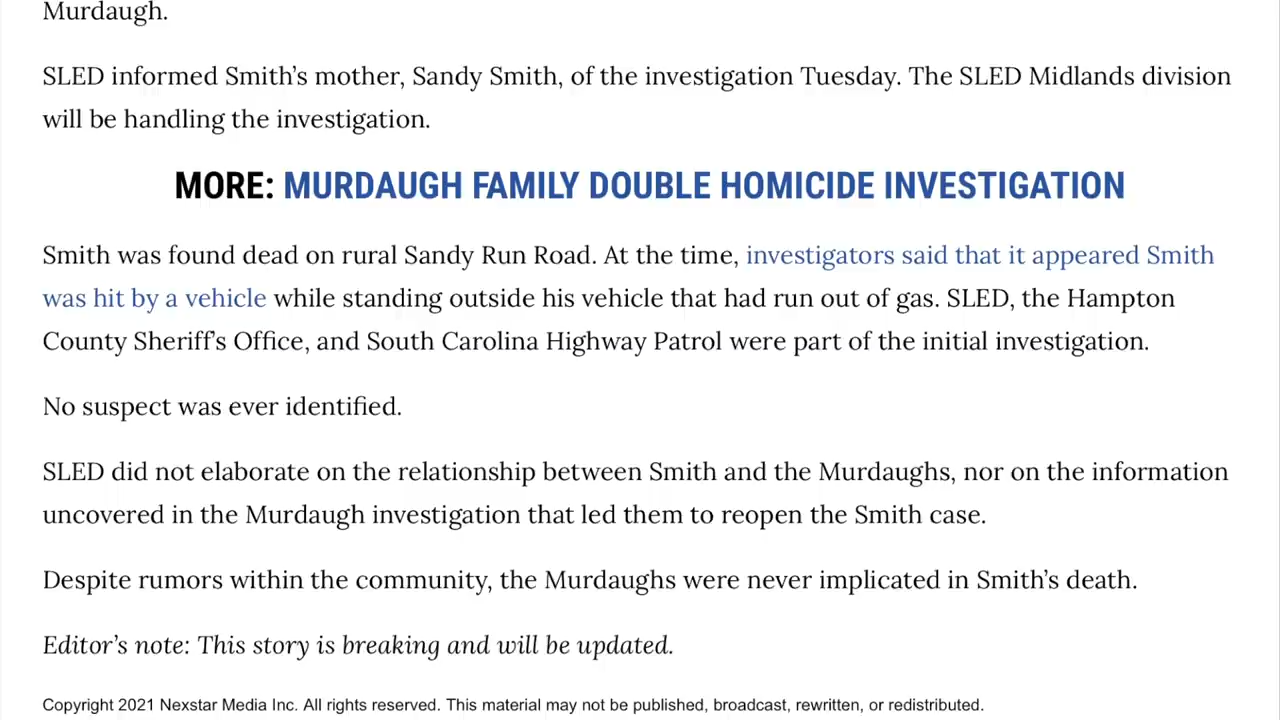 Murdaugh.
SLED informed Smith’s mother, Sandy Smith, of the investigation Tuesday. The SLED Midlands division
will be handling the investigation.
MORE: MURDAUGH FAMILY DOUBLE HOMICIDE INVESTIGATION
Smith was found dead on rural Sandy Run Road. At the time, investigators said that it appeared Smith
was hit by a vehicle while standing outside his vehicle that had run out of gas. SLED, the Hampton
County Sheriff’s Office, and South Carolina Highway Patrol were part of the initial investigation.
No suspect was ever identified.
SLED did not elaborate on the relationship between Smith and the Murdaughs, nor on the information
uncovered in the Murdaugh investigation that led them to reopen the Smith case.
Despite rumors within the community, the Murdaughs were never implicated in Smith’s death.
Editor’s note: This story is breaking and will be updated.
Copyright 2021 Nexstar Media Inc. All rights reserved. This material may not be published, broadcast, rewritten, or redistributed.